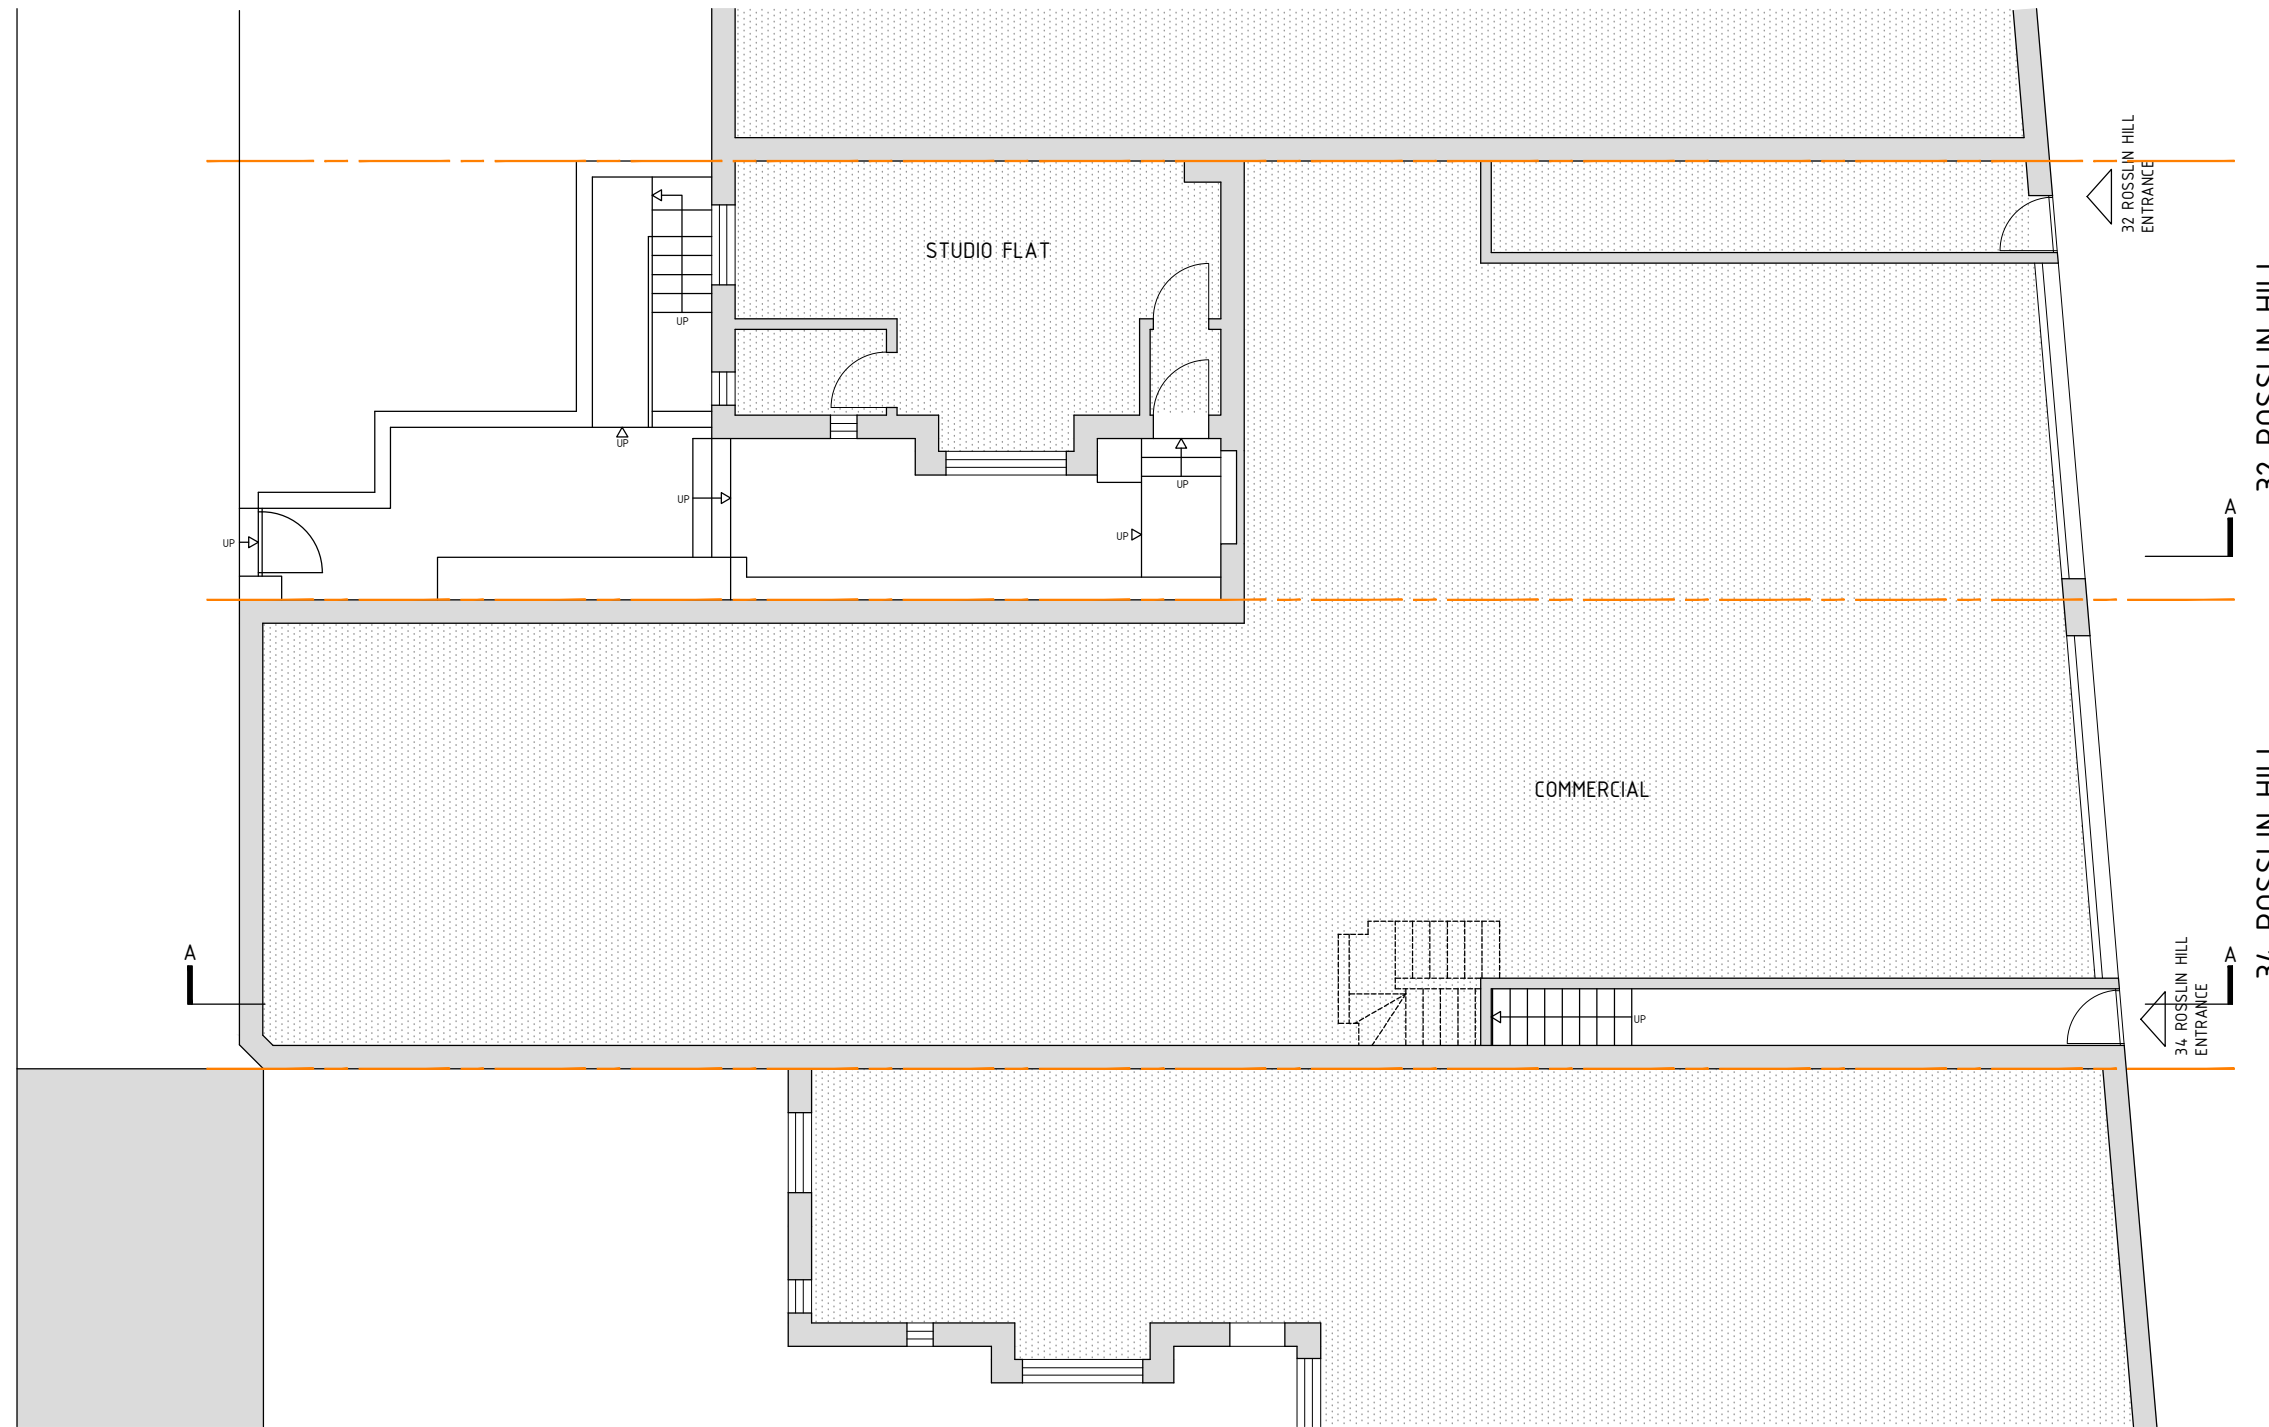 32 ROSSLIN HILL
ENTRANCE
STUDIO FLAT
UP
UP
UP
UP
UP
UP
A
COMMERCIAL
A
A
34 ROSSLIN HILL
ENTRANCE
UP